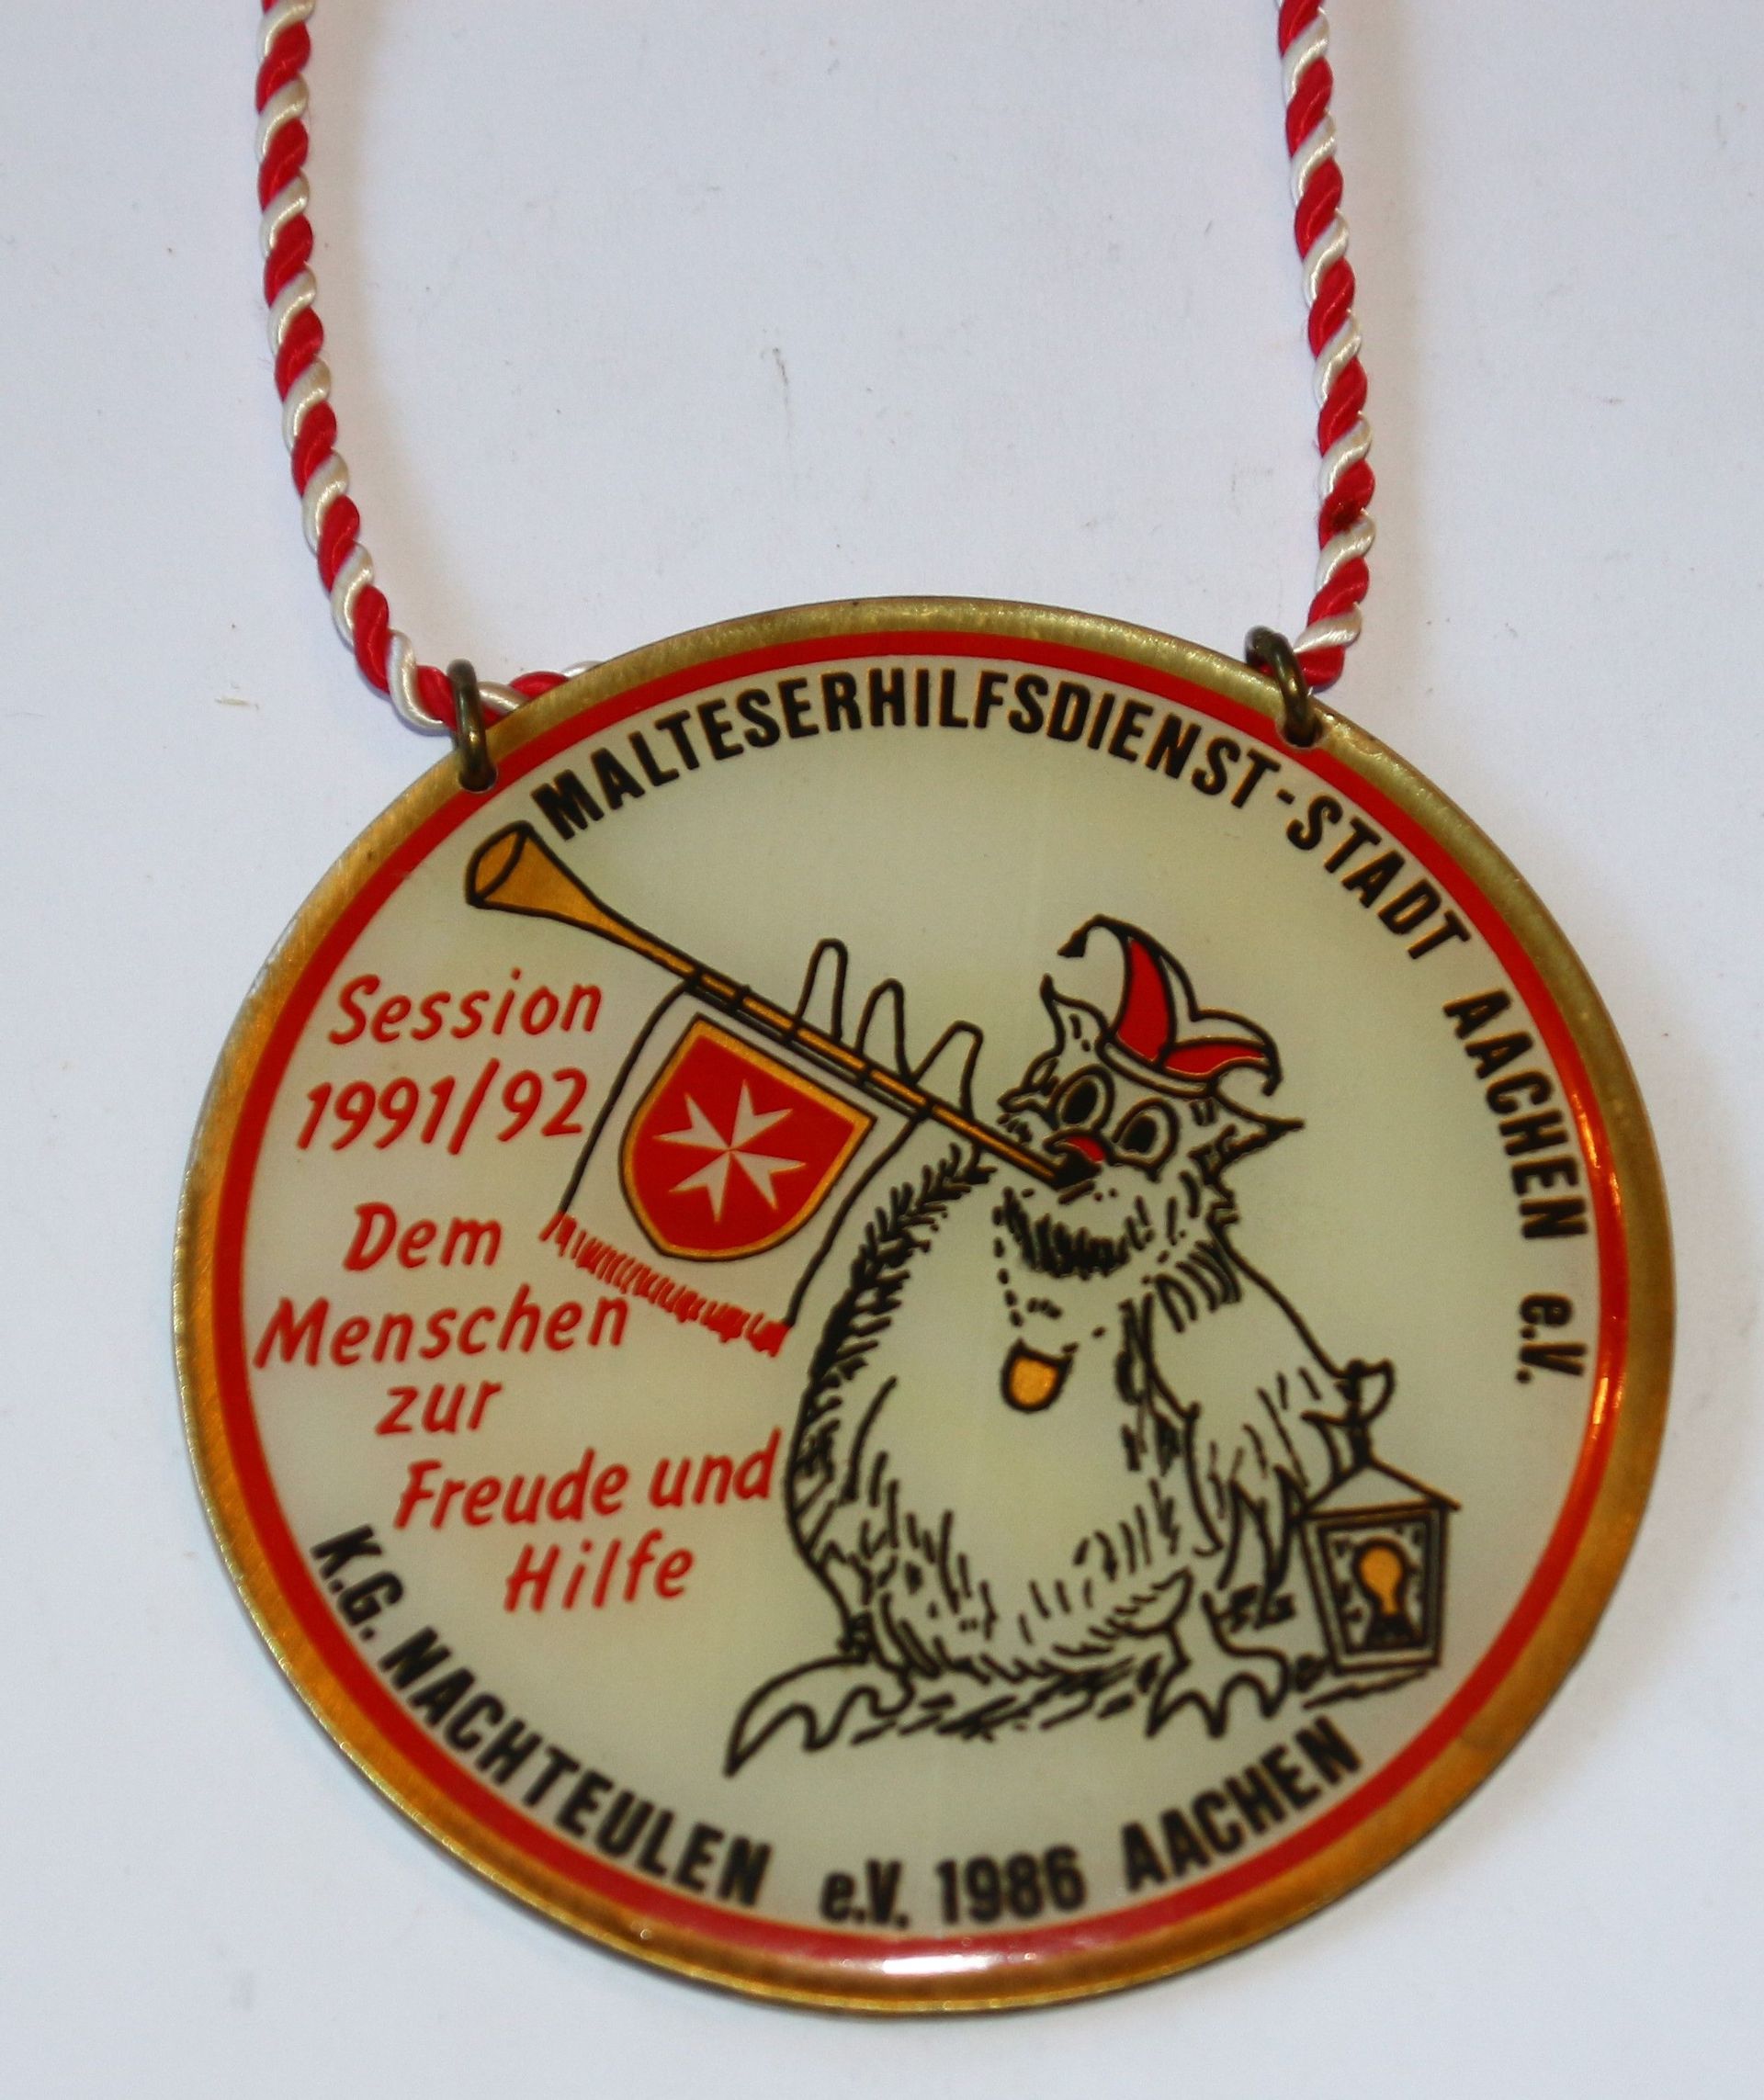 MALTESERHILFSDIENST-STADT AACHEN e.V.
Session
1991/92
Dem
Menschen
zur
Freude und
Hilfe
K.G. NACHTEULEN e.V. 1986 AACHEN